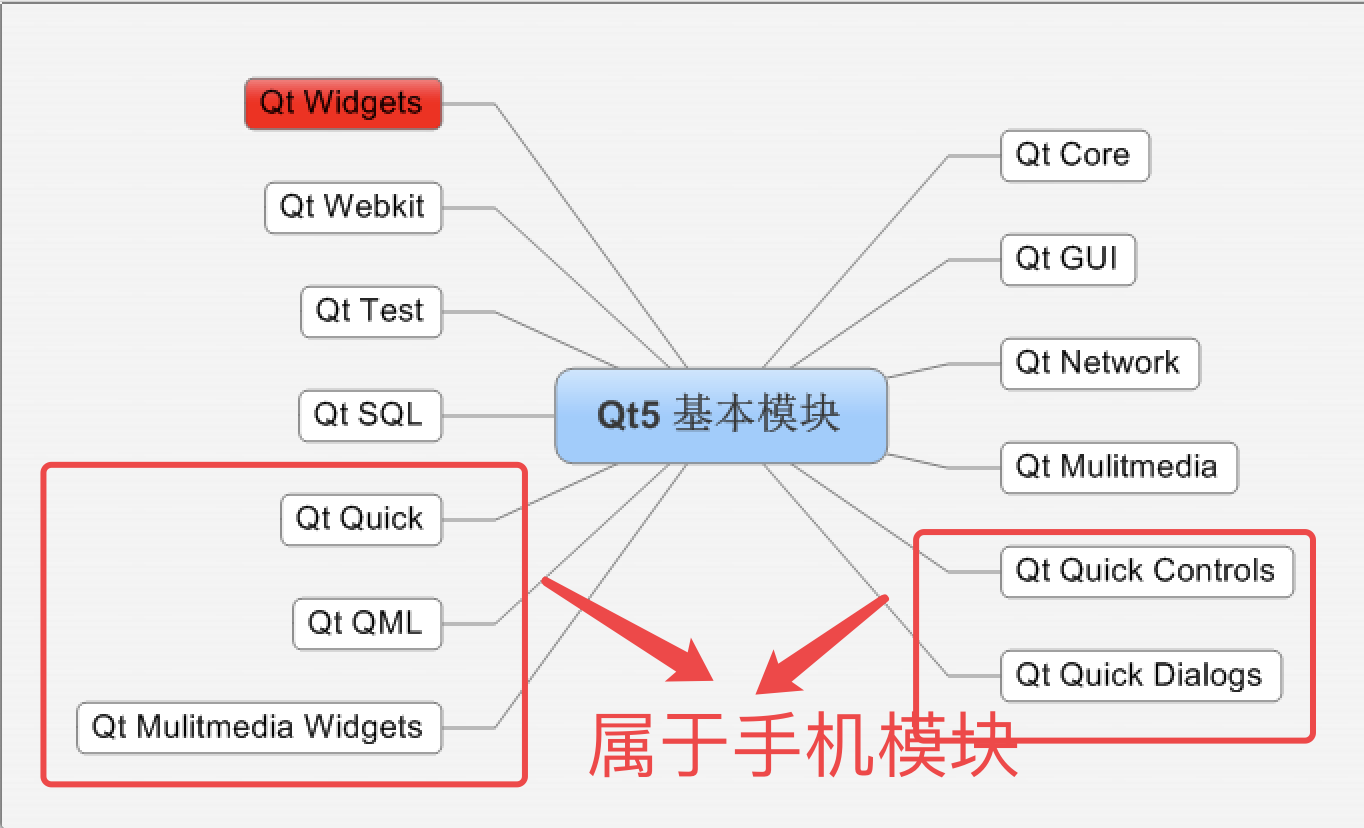 Qt Widgets
Qt Webkit
Qt Test
Qt SQL
Qt Quick
Qt QML
Qt Mulitmedia Widgets
Qt5 基本模块
Qt Core
Qt GUI
Qt Network
Qt Mulitmedia
Qt Quick Controls
Qt Quick Dialogs
属于手机模块